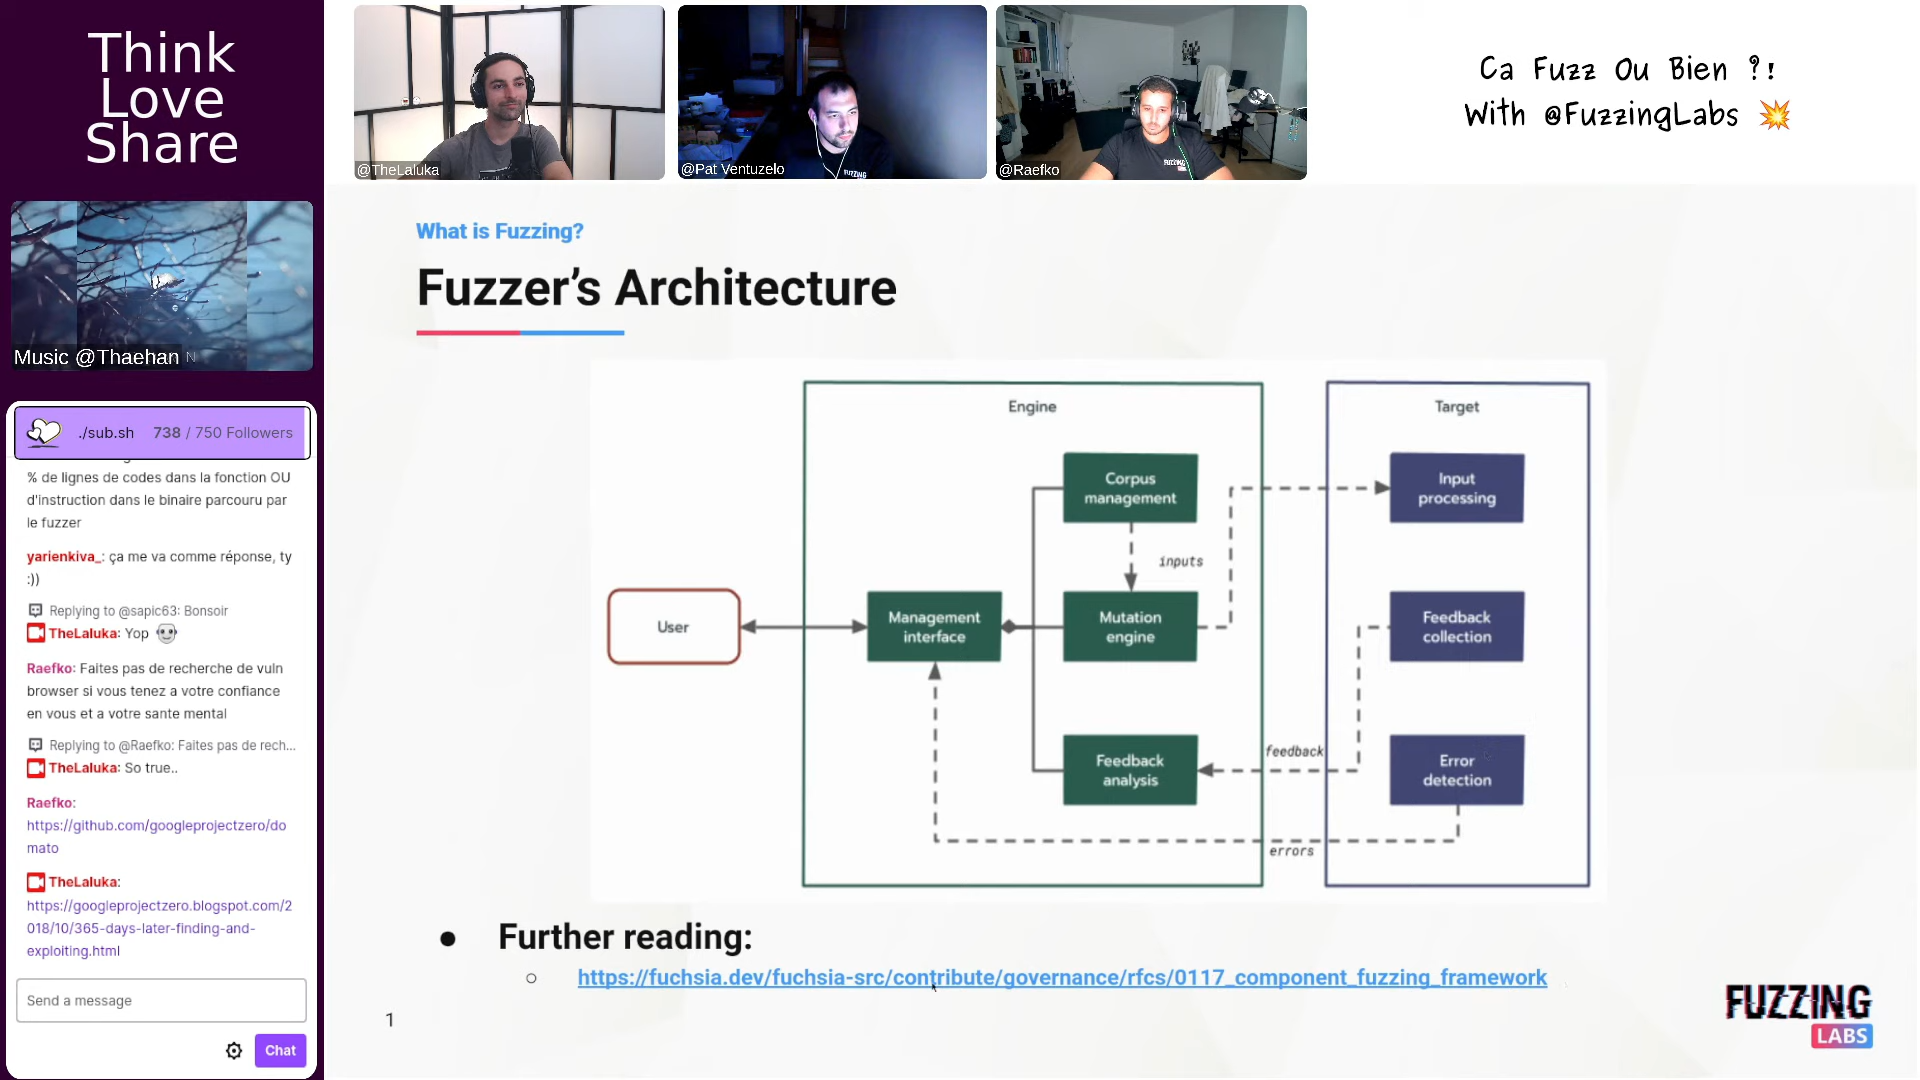 Think
Love
Share
Music @Thaehan N
./sub.sh 738 / 750 Followers
% de lignes de codes dans la fonction OU
d'instruction dans le binaire parcouru par
le fuzzer
yarienkiva_: ça me va comme réponse, ty
:))
Replying to @sapic63: Bonsoir
TheLaluka: Yop
Raefko: Faites pas de recherche de vuln
browser si vous tenez a votre confiance
en vous et a votre sante mental
Replying to @Raefko: Faites pas de rech...
TheLaluka: So true..
Raefko:
https://github.com/googleprojectzero/do
mato
TheLaluka:
https://googleprojectzero.blogspot.com/2
018/10/365-days-later-finding-and-
exploiting.html
Send a message
Chat
@TheLaluka
@Pat Ventuzelo
FUZZING
@Raefko
FUZZING
Ca Fuzz Ou Bien ?!
With @FuzzingLabs 💥
What is Fuzzing?
Fuzzer’s Architecture
Engine
Target
Corpus
management
Input
processing
inputs
User
Management
interface
Mutation
engine
Feedback
collection
feedback
Feedback
analysis
Error
detection
errors
● Further reading:
○ https://fuchsia.dev/fuchsia-src/contribute/governance/rfcs/0117_component_fuzzing_framework
1
FUZZING
LABS